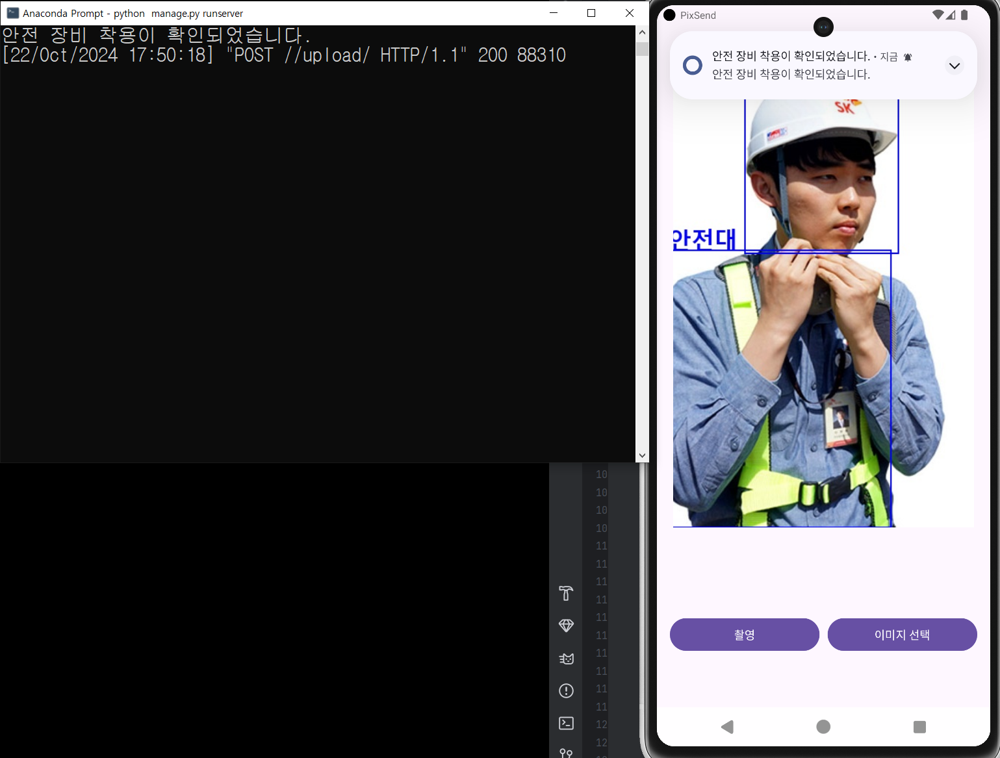 Anaconda Prompt - python  manage.py runserver
안전 장비 착용이 확인되었습니다.
[22/Oct/2024 17:50:18] "POST //upload/ HTTP/1.1" 200 88310
10
10
10
10
11
11
11
11
11
11
11
11
11
11
12
12
PixSend
안전 장비 착용이 확인되었습니다. • 지금
안전 장비 착용이 확인되었습니다.
SK
안전대
촬영
이미지 선택